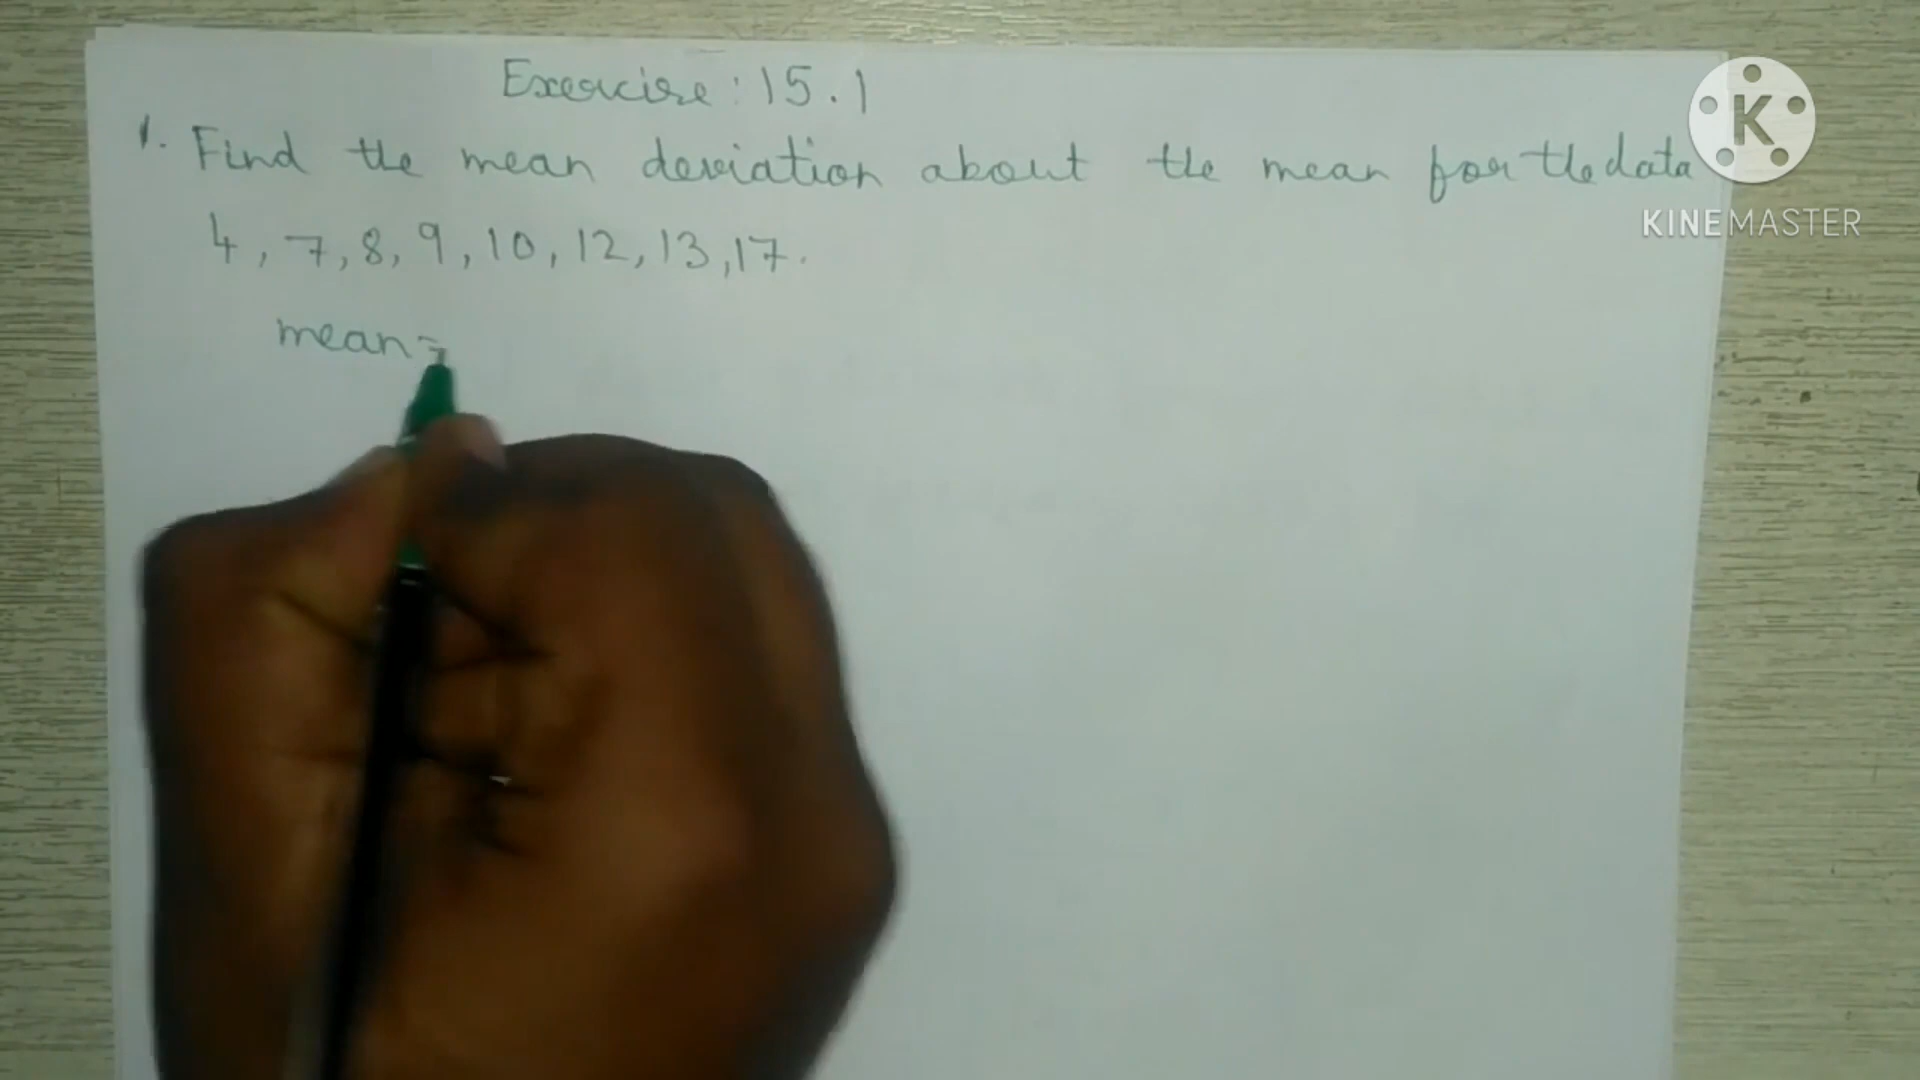 Exercise : 15.1
1. Find the mean deviation about the mean for the data
4, 7, 8, 9, 10, 12, 13, 17.
mean =
K
KINEMASTER